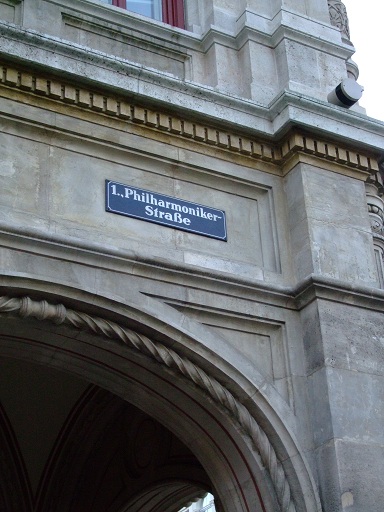 1., Philharmoniker-
Straße